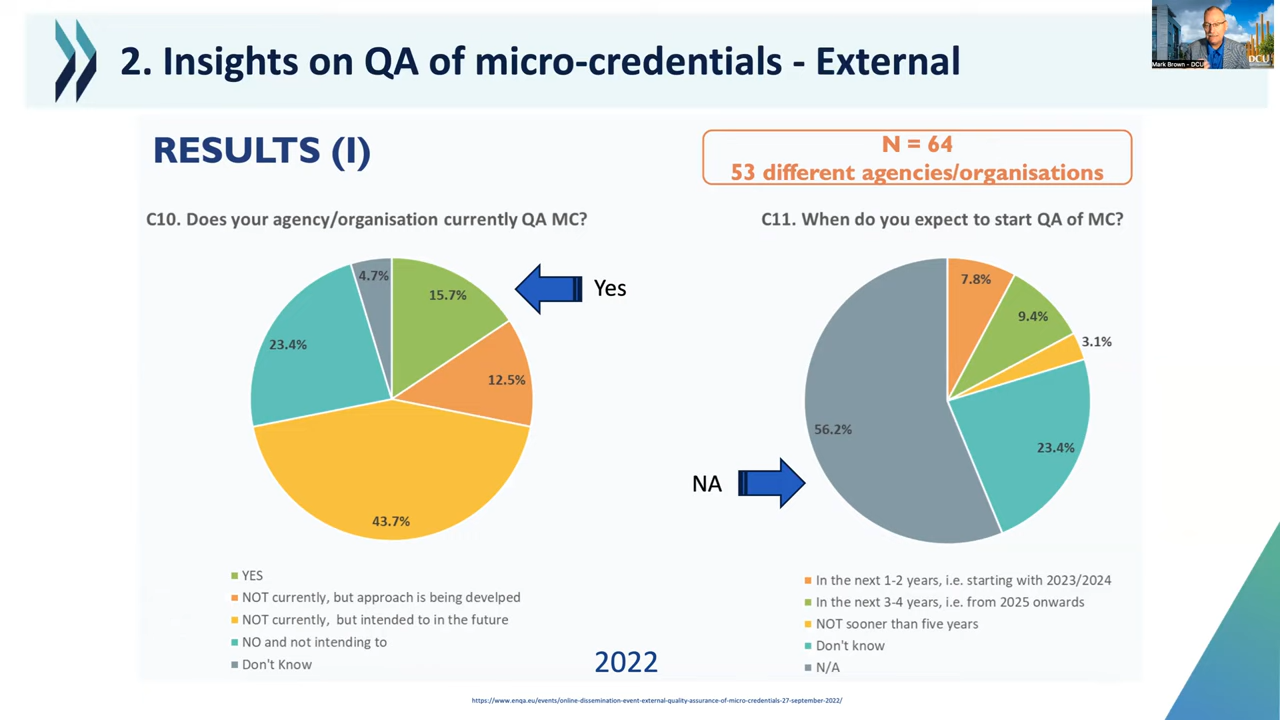 2. Insights on QA of micro-credentials - External
Mark Brown - DCU
DCU
RESULTS (I)
N = 64
53 different agencies/organisations
C10. Does your agency/organisation currently QA MC?
4.7%
15.7%
23.4%
12.5%
43.7%
Yes
YES
NOT currently, but approach is being develped
NOT currently, but intended to in the future
NO and not intending to
Don't Know
C11. When do you expect to start QA of MC?
7.8%
9.4%
3.1%
56.2%
23.4%
NA
In the next 1-2 years, i.e. starting with 2023/2024
In the next 3-4 years, i.e. from 2025 onwards
NOT sooner than five years
Don't know
N/A
2022
https://www.enqa.eu/events/online-dissemination-event-external-quality-assurance-of-micro-credentials-27-september-2022/